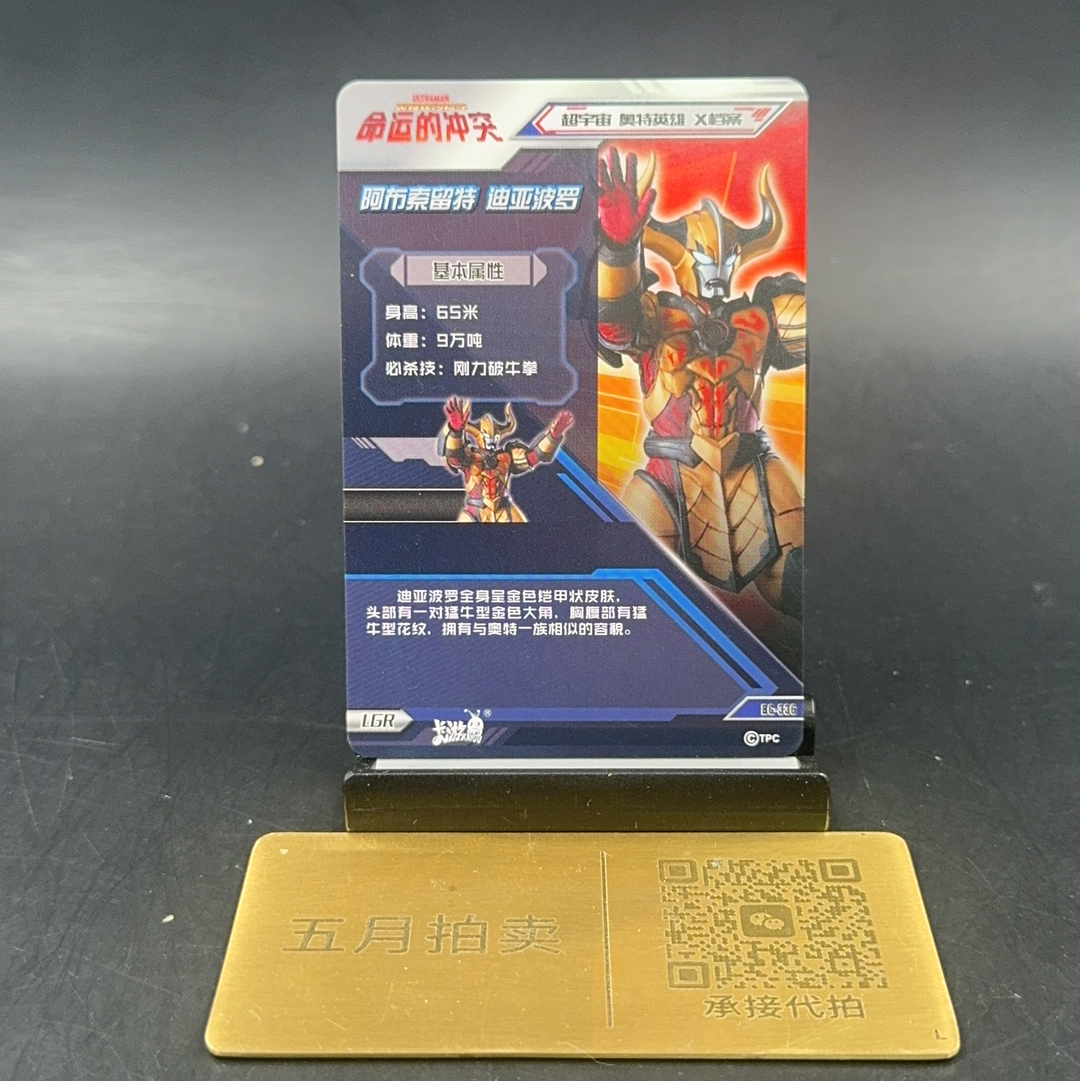 ULTRAMAN
命运的冲突
超宇宙 奥特英雄 X档案
阿布索留特 迪亚波罗
基本属性
身高：65米
体重：9万吨
必杀技：刚力破牛拳
迪亚波罗全身呈金色铠甲状皮肤，
头部有一对猛牛型金色大角，胸腹部有猛
牛型花纹，拥有与奥特一族相似的容貌。
LGR
卡游
®
BG-336
©TPC
五月拍卖
承接代拍
L